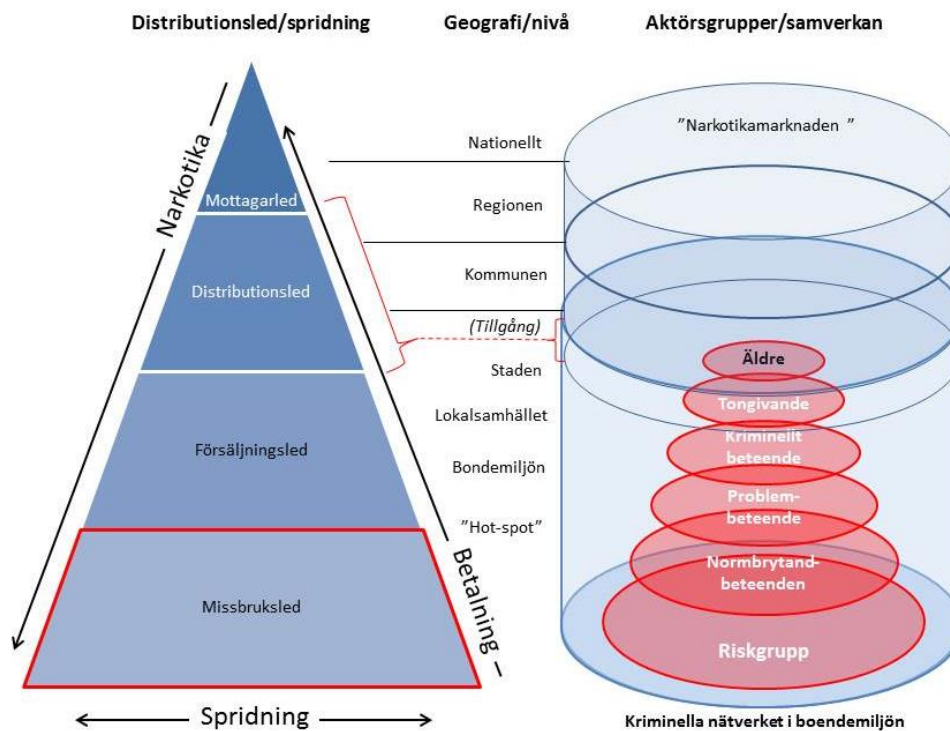 Distributionsled/spridning
Geografi/nivå
Aktörsgrupper/samverkan
Narkotika
Mottagarled
Distributionsled
Försäljningsled
Missbruksled
Betalning
Spridning
Nationellt
Regionen
Kommunen
(Tillgång)
Staden
Lokalsamhället
Bondemiljön
"Hot-spot"
"Narkotikamarknaden "
Äldre
Tongivande
Kriminellt
beteende
Problem-
beteende
Normbrytand-
beteenden
Riskgrupp
Kriminella nätverket i boendemiljön